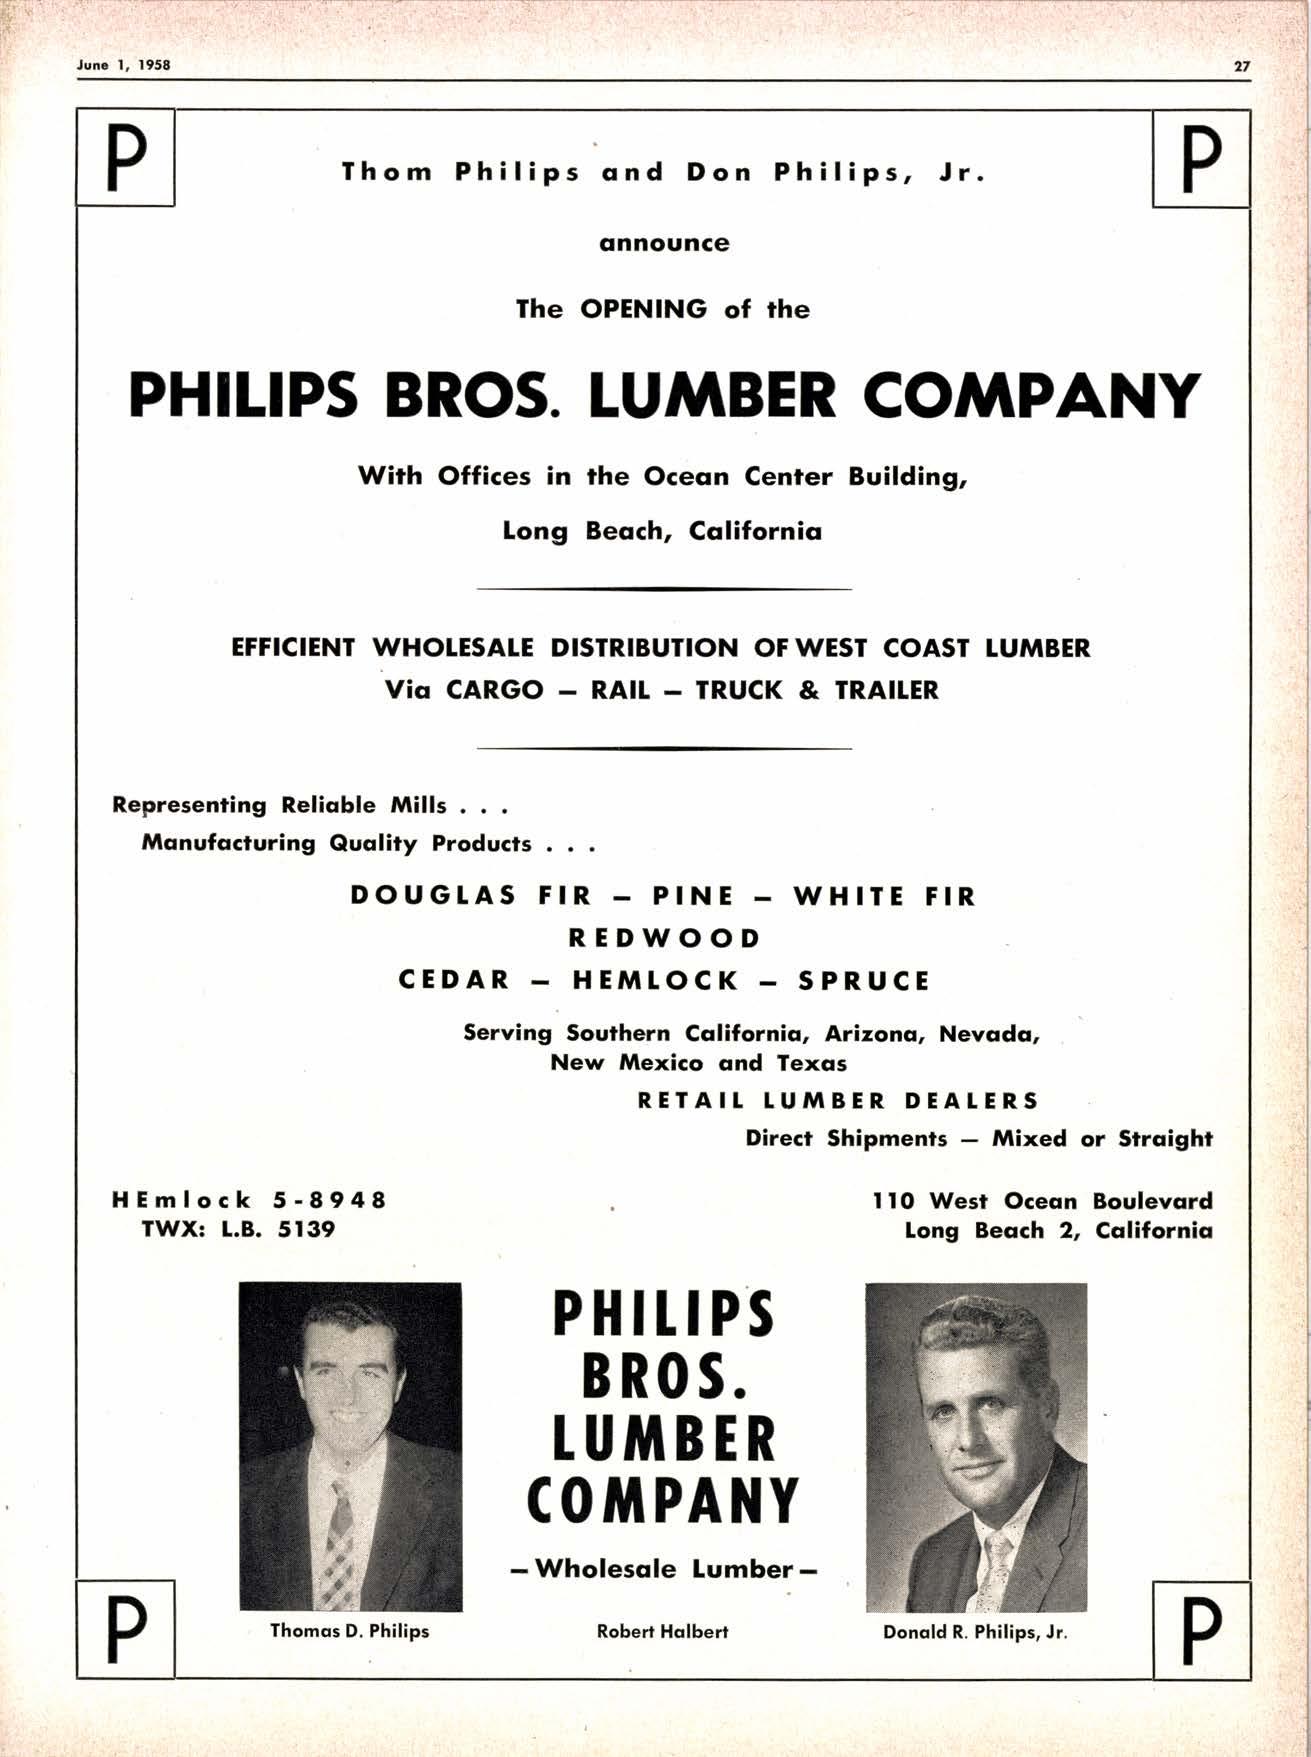 June 1, 1958 27
P P
Thom Philips and Don Philips, Jr.
announce
The OPENING of the
PHILIPS BROS. LUMBER COMPANY
With Offices in the Ocean Center Building,
Long Beach, California
EFFICIENT WHOLESALE DISTRIBUTION OF WEST COAST LUMBER
Via CARGO – RAIL – TRUCK & TRAILER
Representing Reliable Mills . . .
Manufacturing Quality Products . . .
DOUGLAS FIR – PINE – WHITE FIR
REDWOOD
CEDAR – HEMLOCK – SPRUCE
Serving Southern California, Arizona, Nevada,
New Mexico and Texas
RETAIL LUMBER DEALERS
Direct Shipments — Mixed or Straight
HEmlock 5-8948
TWX: L.B. 5139
110 West Ocean Boulevard
Long Beach 2, California
PHILIPS
BROS.
LUMBER
COMPANY
– Wholesale Lumber –
Thomas D. Philips
Robert Halbert
Donald R. Philips, Jr.
P P